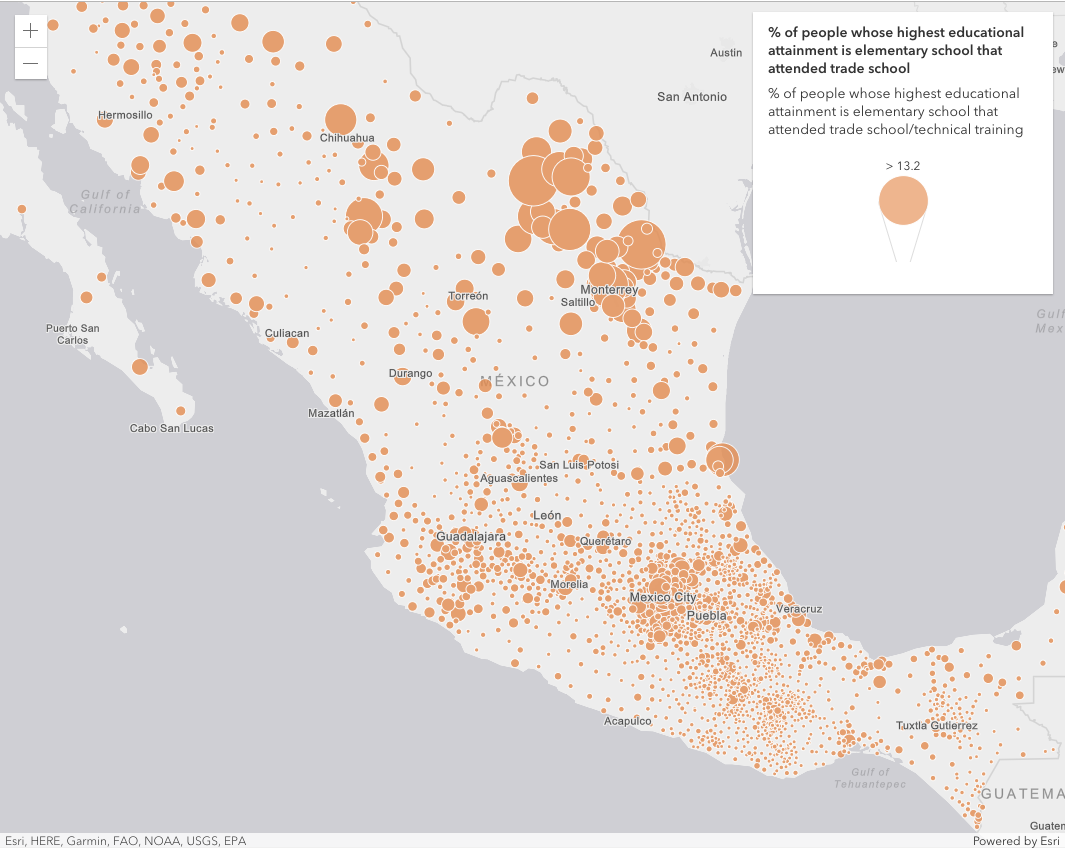 +
−
% of people whose highest educational
attainment is elementary school that
attended trade school
% of people whose highest educational
attainment is elementary school that
attended trade school/technical training
> 13.2
Austin
San Antonio
Hermosillo
Chihuahua
Gulf of
California
Monterrey
Saltillo
Torreón
Gulf
Mex
Puerto San
Carlos
Culiacan
Durango
MÉXICO
Mazatlán
Cabo San Lucas
San Luis Potosi
Aguascalientes
León
Guadalajara
Querétaro
Morelia
Mexico City
Puebla
Veracruz
Acapulco
Tuxtla Gutierrez
Gulf of
Tehuantepec
GUATEMA
Guatem
Esri, HERE, Garmin, FAO, NOAA, USGS, EPA
Powered by Esri